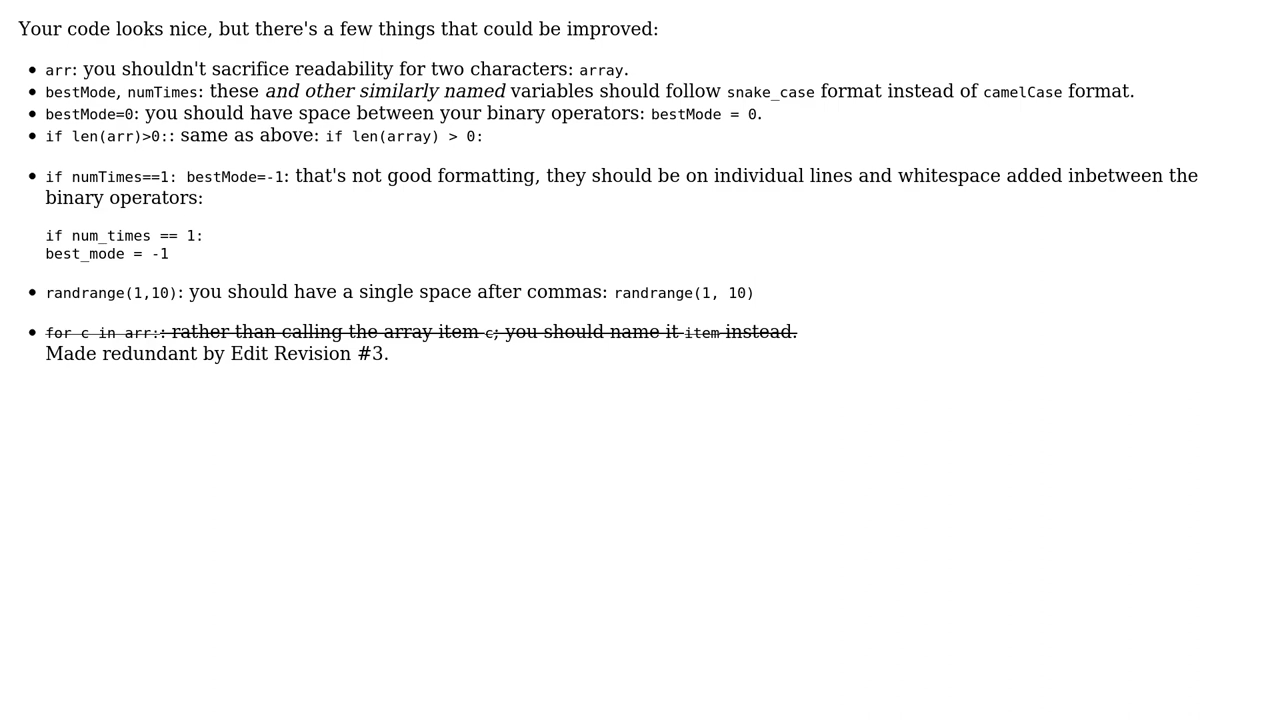 Your code looks nice, but there's a few things that could be improved:
arr: you shouldn't sacrifice readability for two characters: array.
bestMode, numTimes: these and other similarly named variables should follow snake_case format instead of camelCase format.
bestMode=0: you should have space between your binary operators: bestMode = 0.
if len(arr)>0:: same as above: if len(array) > 0:
if numTimes==1: bestMode=-1: that's not good formatting, they should be on individual lines and whitespace added inbetween the
binary operators:
if num_times == 1:
best_mode = -1
randrange(1,10): you should have a single space after commas: randrange(1, 10)
for c in arr:: rather than calling the array item c; you should name it item instead.
Made redundant by Edit Revision #3.